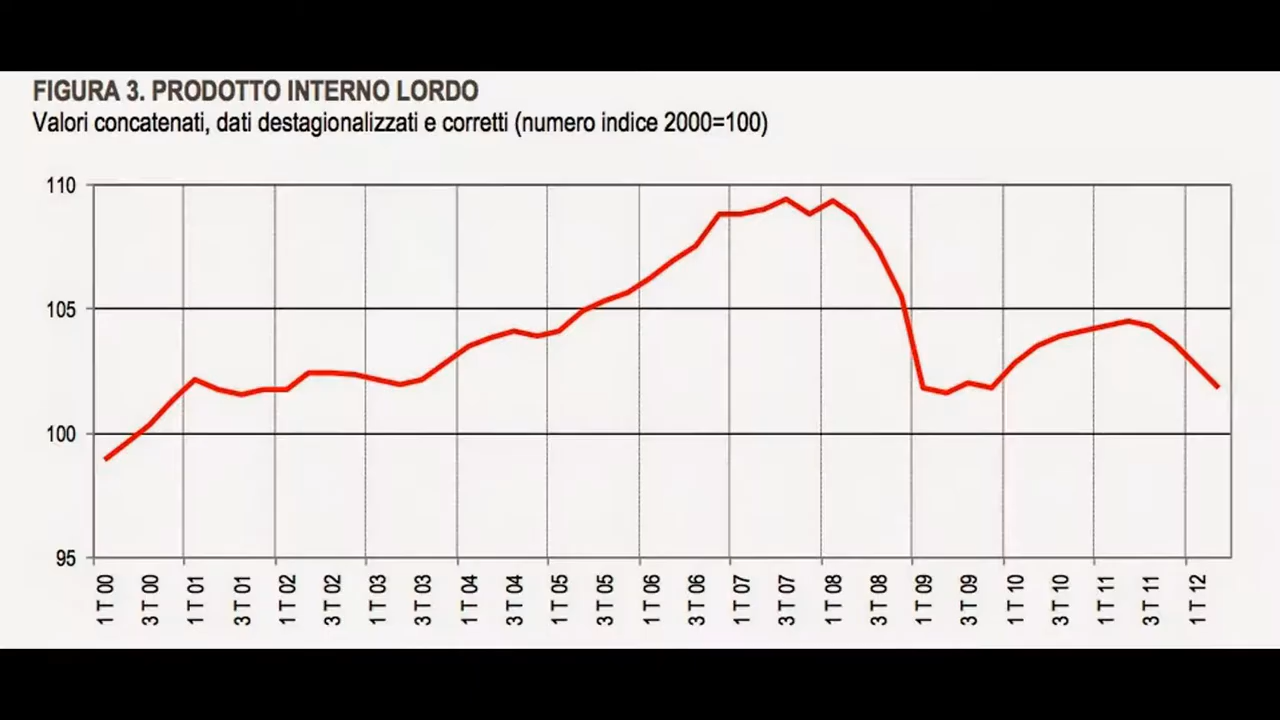 FIGURA 3. PRODOTTO INTERNO LORDO
Valori concatenati, dati destagionalizzati e corretti (numero indice 2000=100)
110
105
100
95
1 T 00
3 T 00
1 T 01
3 T 01
1 T 02
3 T 02
1 T 03
3 T 03
1 T 04
3 T 04
1 T 05
3 T 05
1 T 06
3 T 06
1 T 07
3 T 07
1 T 08
3 T 08
1 T 09
3 T 09
1 T 10
3 T 10
1 T 11
3 T 11
1 T 12